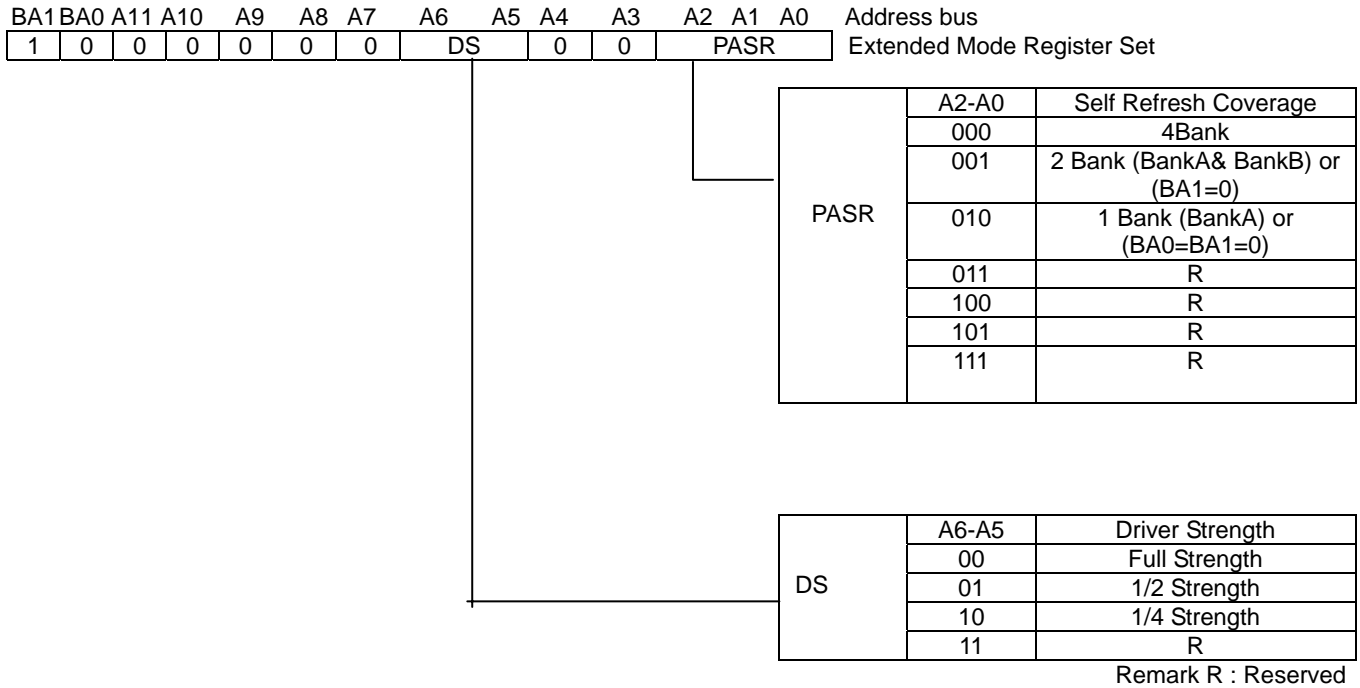 BA1 BA0 A11 A10 A9 A8 A7 A6 A5 A4 A3 A2 A1 A0 Address bus
1 0 0 0 0 0 0 DS 0 0 PASR Extended Mode Register Set
A2-A0 Self Refresh Coverage
000 4Bank
001 2 Bank (BankA& BankB) or
(BA1=0)
PASR 010 1 Bank (BankA) or
(BA0=BA1=0)
011 R
100 R
101 R
111 R
A6-A5 Driver Strength
00 Full Strength
DS 01 1/2 Strength
10 1/4 Strength
11 R
Remark R : Reserved